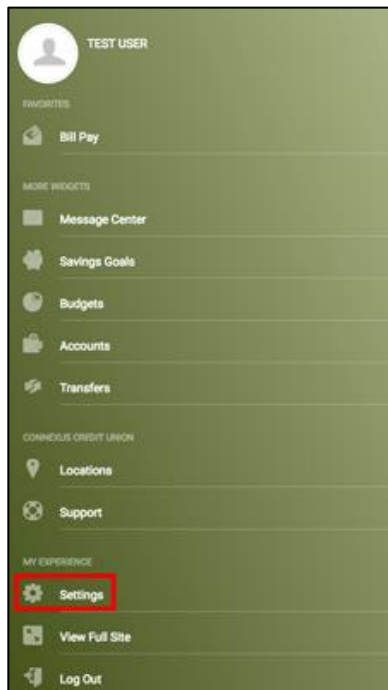 TEST USER
FAVORITES
Bill Pay
MORE WIDGETS
Message Center
Savings Goals
Budgets
Accounts
Transfers
CONNEXUS CREDIT UNION
Locations
Support
MY EXPERIENCE
Settings
View Full Site
Log Out